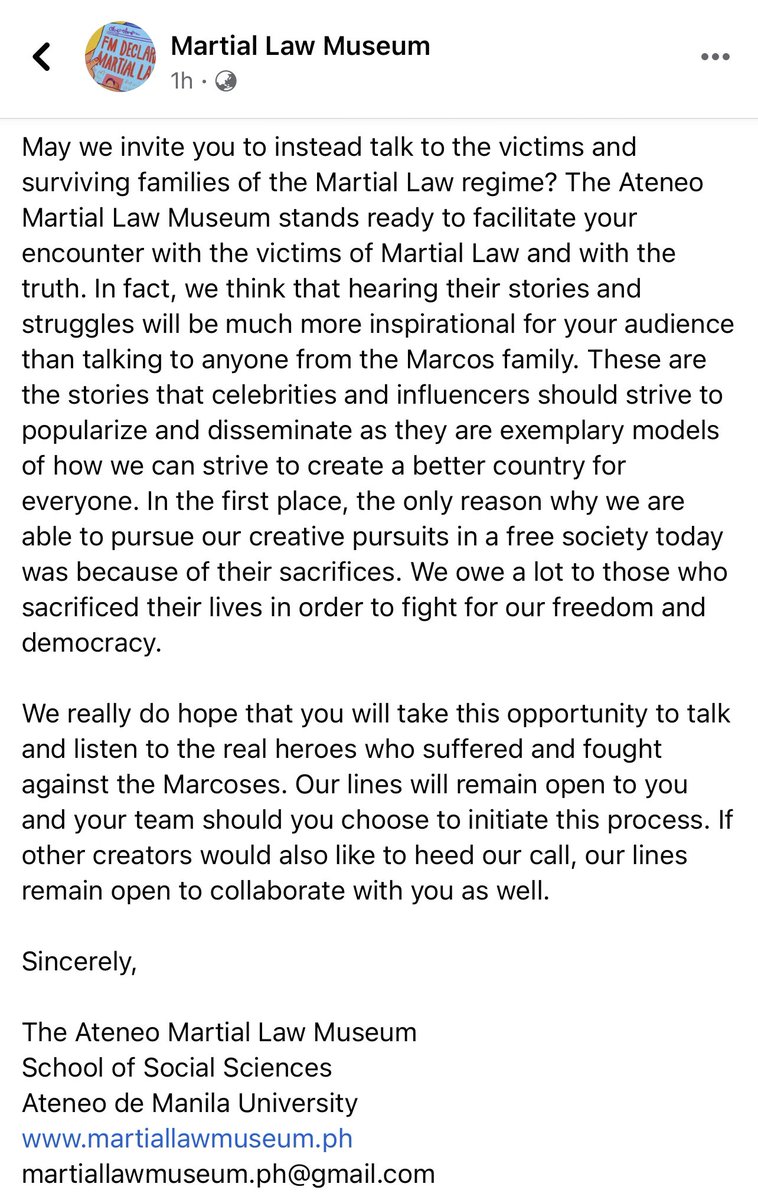 FM DECLAR
MARTIAL LA
Martial Law Museum
1h ·
May we invite you to instead talk to the victims and
surviving families of the Martial Law regime? The Ateneo
Martial Law Museum stands ready to facilitate your
encounter with the victims of Martial Law and with the
truth. In fact, we think that hearing their stories and
struggles will be much more inspirational for your audience
than talking to anyone from the Marcos family. These are
the stories that celebrities and influencers should strive to
popularize and disseminate as they are exemplary models
of how we can strive to create a better country for
everyone. In the first place, the only reason why we are
able to pursue our creative pursuits in a free society today
was because of their sacrifices. We owe a lot to those who
sacrificed their lives in order to fight for our freedom and
democracy.
We really do hope that you will take this opportunity to talk
and listen to the real heroes who suffered and fought
against the Marcoses. Our lines will remain open to you
and your team should you choose to initiate this process. If
other creators would also like to heed our call, our lines
remain open to collaborate with you as well.
Sincerely,
The Ateneo Martial Law Museum
School of Social Sciences
Ateneo de Manila University
www.martiallawmuseum.ph
martiallawmuseum.ph@gmail.com